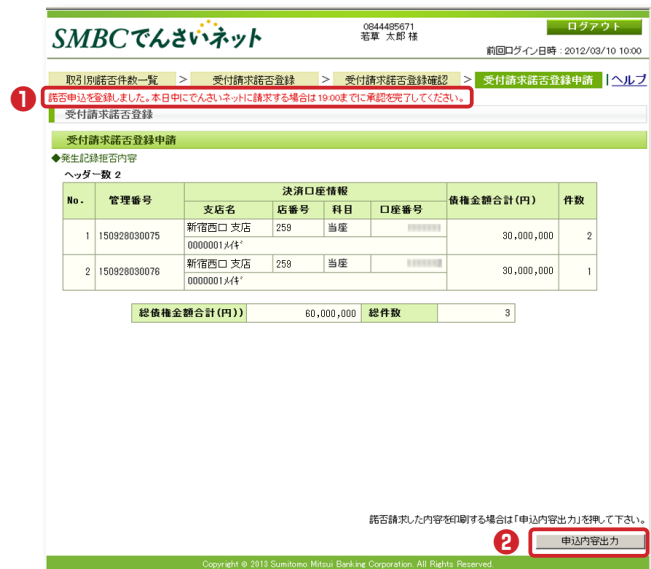 SMBCでんさいネット
0844485671
若草 太郎 様
ログアウト
前回ログイン日時 : 2012/03/10 10:00
取引別諾否件数一覧 > 受付請求諾否登録 > 受付請求諾否登録確認 > 受付請求諾否登録申請 | ヘルプ
1 諾否申込を登録しました。本日中にでんさいネットに請求する場合は19:00までに承認を完了してください。
受付請求諾否登録
受付請求諾否登録申請
◆発生記録拒否内容
ヘッダー数 2
No. 管理番号 決済口座情報 債権金額合計(円) 件数
支店名 店番号 科目 口座番号
1 150928030075 新宿西口 支店 259 当座 30,000,000 2
0000001ﾒｲｷﾞ
2 150928030076 新宿西口 支店 259 当座 30,000,000 1
0000001ﾒｲｷﾞ
総債権金額合計(円)) 60,000,000 総件数 3
諾否請求した内容を印刷する場合は「申込内容出力」を押して下さい。
2 申込内容出力
Copyright © 2013 Sumitomo Mitsui Banking Corporation. All Rights Reserved.